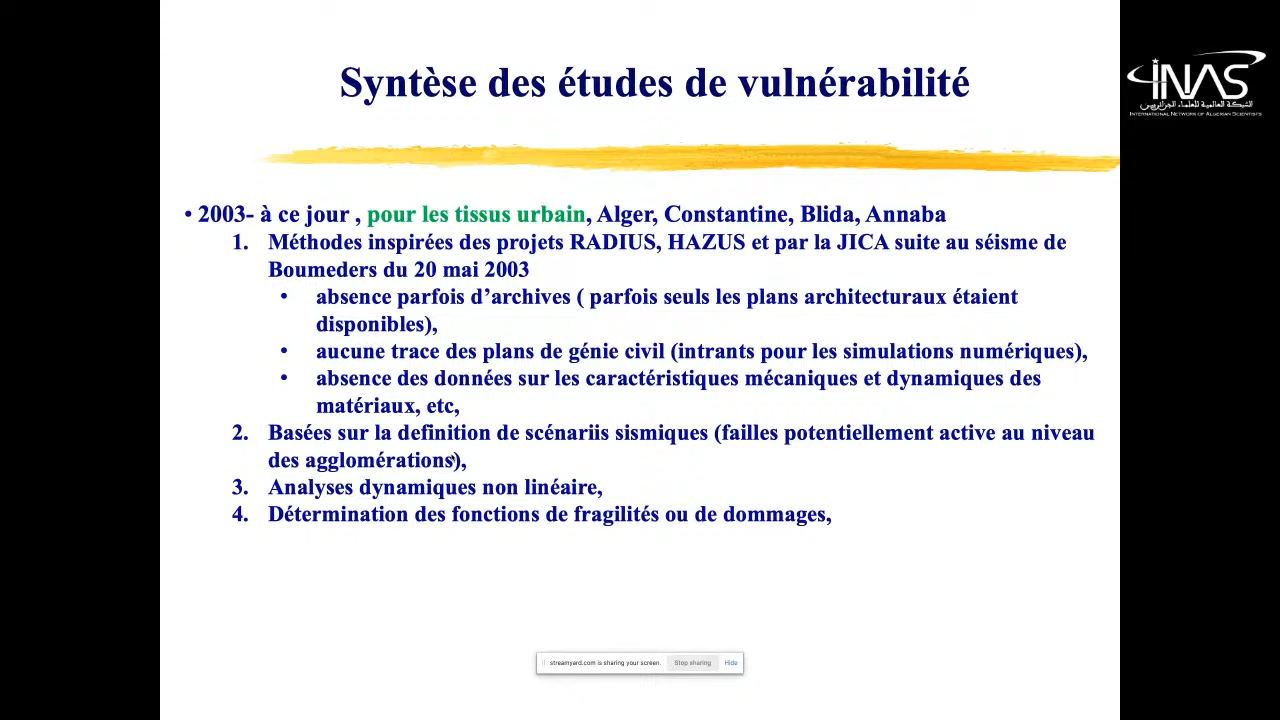 Syntèse des études de vulnérabilité
INAS
الشبكة العالمية للعلماء الجزائريين
INTERNATIONAL NETWORK OF ALGERIAN SCIENTISTS
• 2003- à ce jour , pour les tissus urbain, Alger, Constantine, Blida, Annaba
1. Méthodes inspirées des projets RADIUS, HAZUS et par la JICA suite au séisme de
Boumeders du 20 mai 2003
• absence parfois d’archives ( parfois seuls les plans architecturaux étaient
disponibles),
• aucune trace des plans de génie civil (intrants pour les simulations numériques),
• absence des données sur les caractéristiques mécaniques et dynamiques des
matériaux, etc,
2. Basées sur la definition de scénariis sismiques (failles potentiellement active au niveau
des agglomérations),
3. Analyses dynamiques non linéaire,
4. Détermination des fonctions de fragilités ou de dommages,
streamyard.com is sharing your screen. Stop sharing Hide